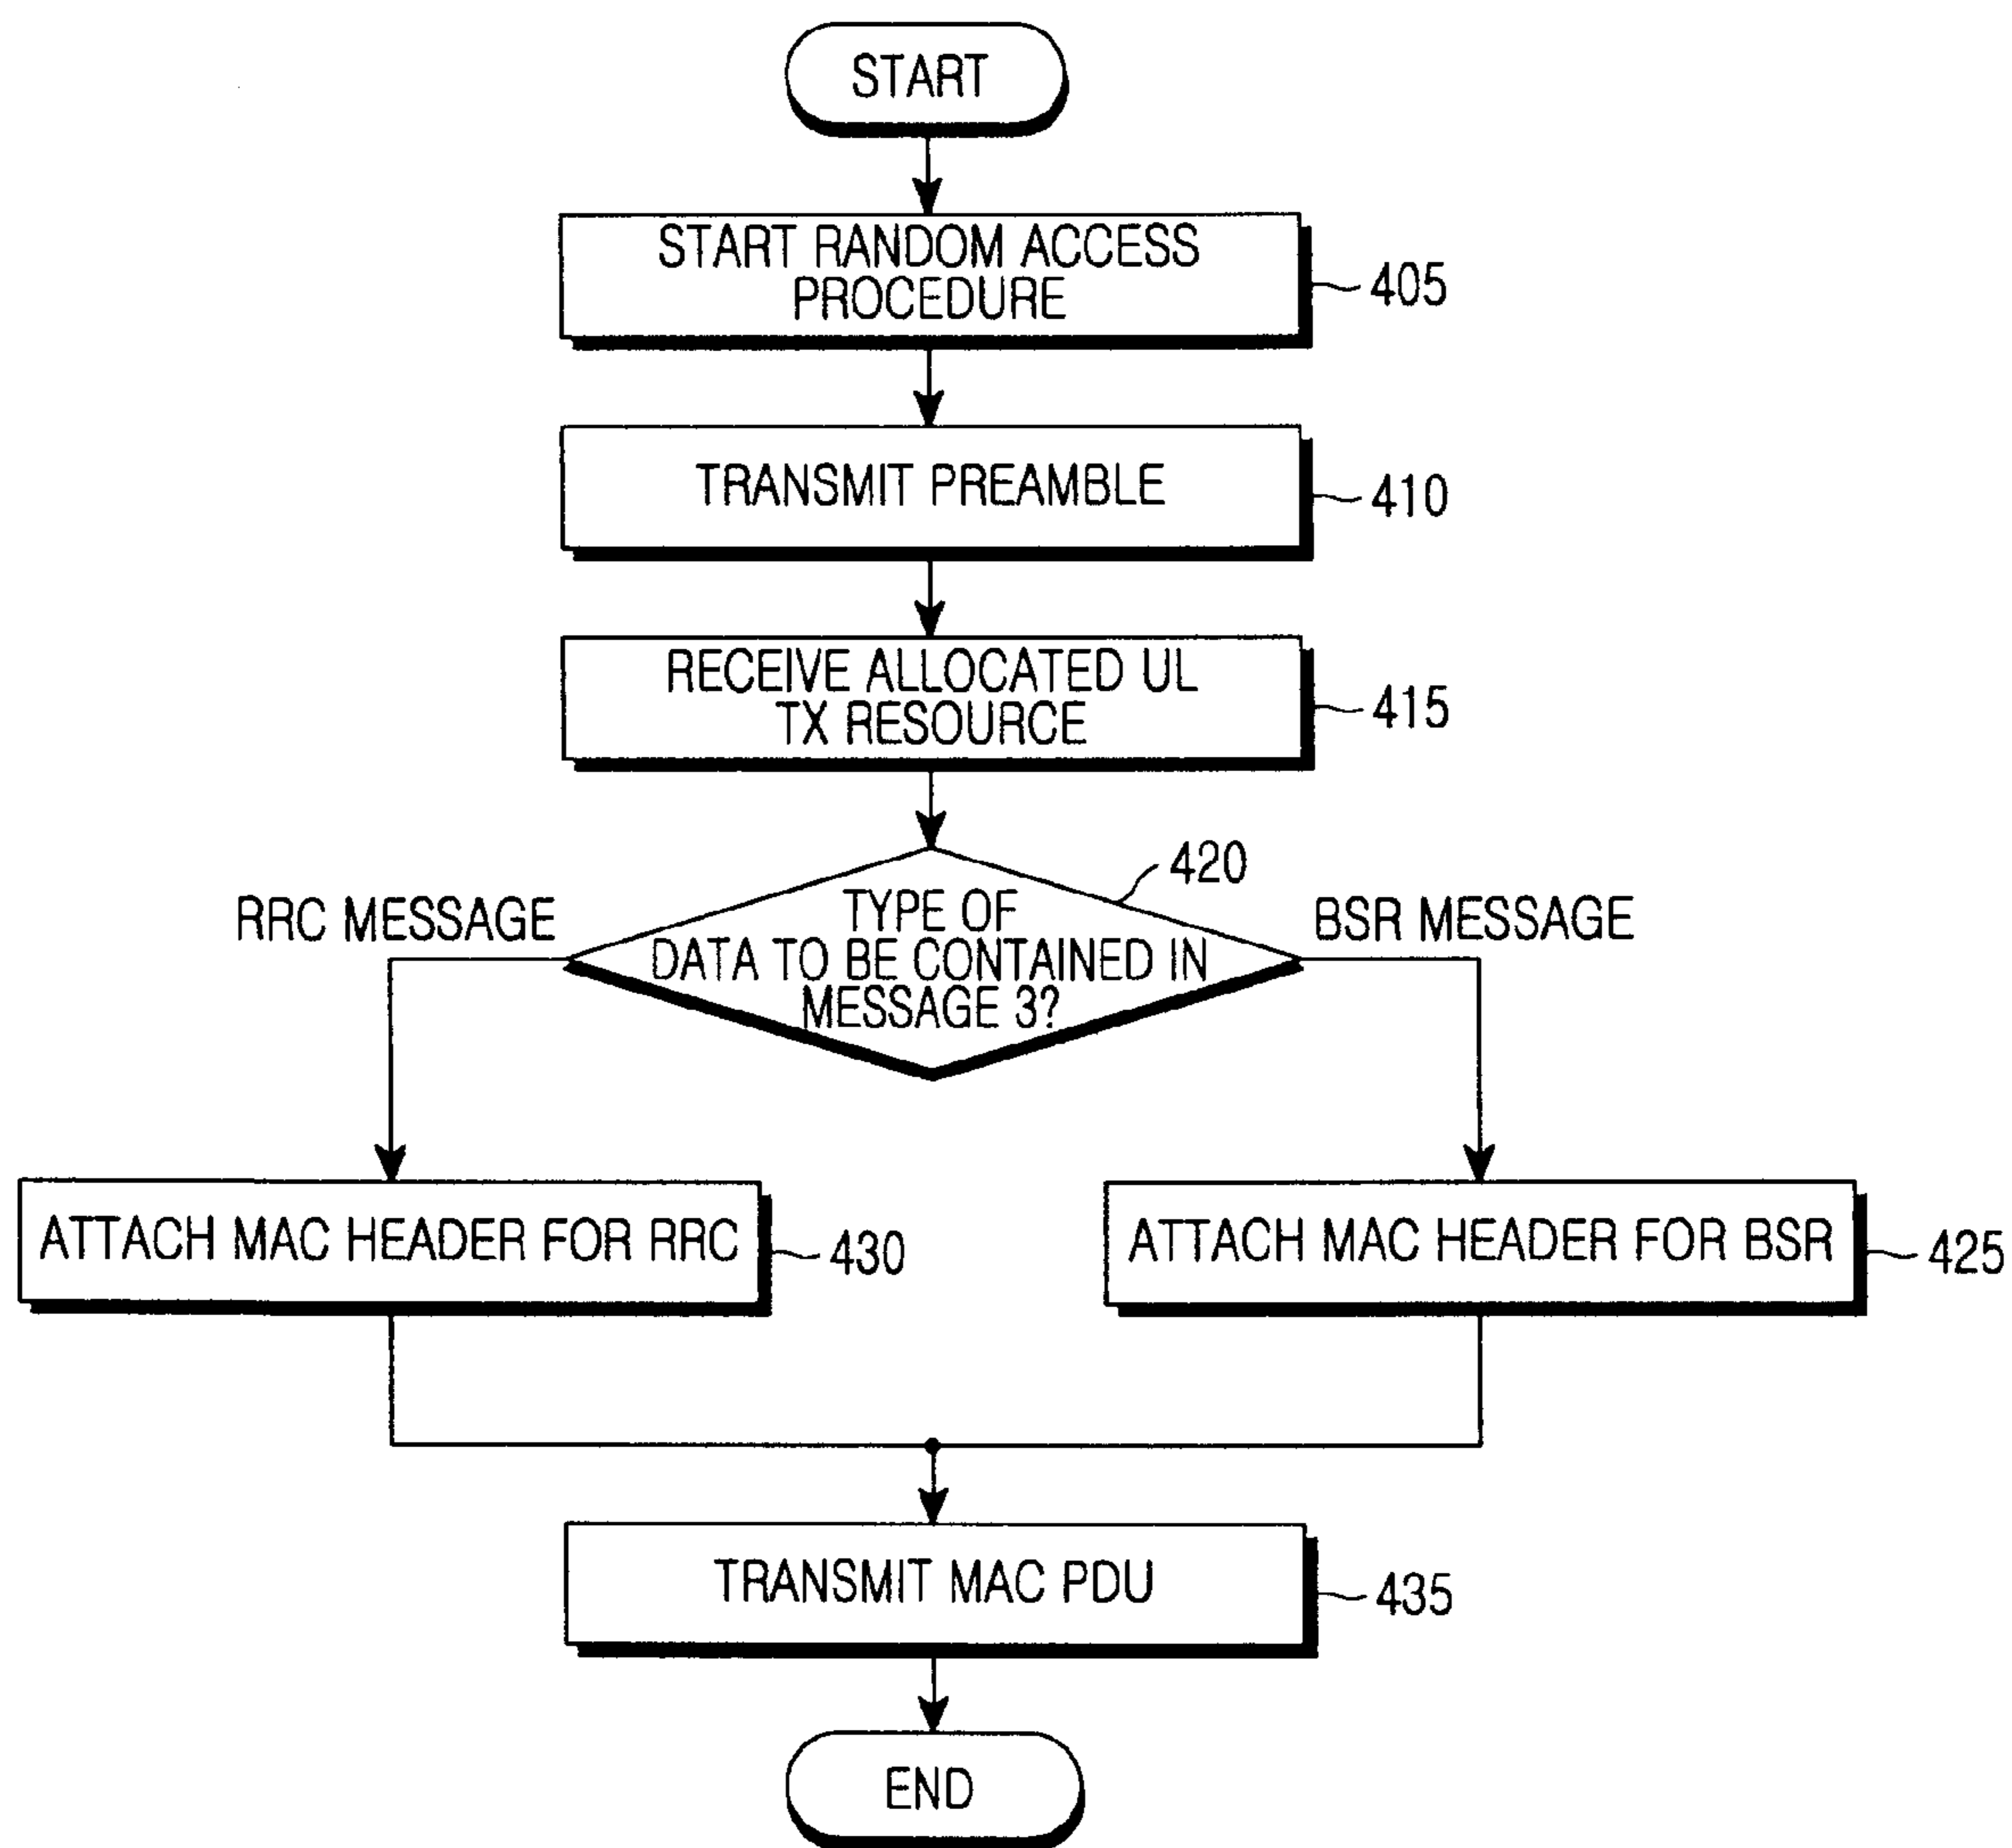 START
START RANDOM ACCESS
PROCEDURE
405
TRANSMIT PREAMBLE
410
RECEIVE ALLOCATED UL
TX RESOURCE
415
420
RRC MESSAGE
TYPE OF
DATA TO BE CONTAINED IN
MESSAGE 3?
BSR MESSAGE
ATTACH MAC HEADER FOR RRC
430
ATTACH MAC HEADER FOR BSR
425
TRANSMIT MAC PDU
435
END